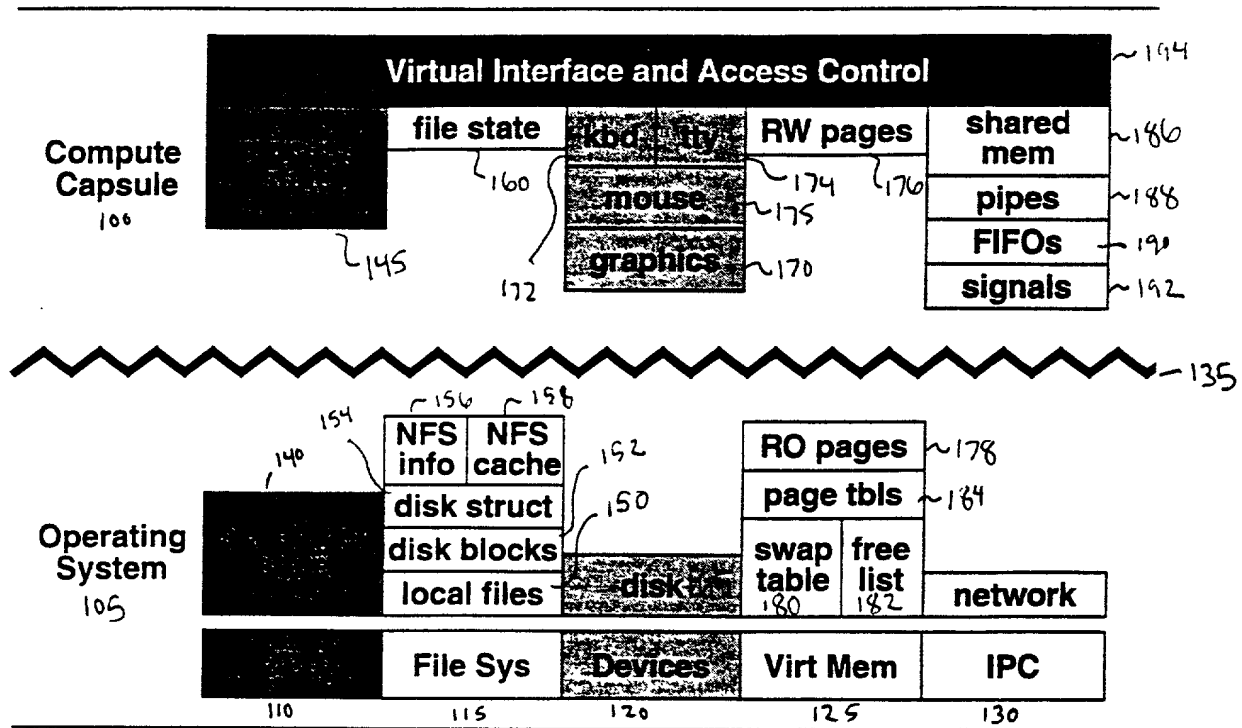 Virtual Interface and Access Control
194
Compute
Capsule
100
145
file state
160
kbd
tty
172
174
mouse
175
graphics
170
RW pages
176
shared
mem
186
pipes
188
FIFOs
190
signals
192
135
Operating
System
105
140
154
156
158
NFS
info
NFS
cache
152
disk struct
150
disk blocks
local files
disk
RO pages
178
page tbls
184
swap
table
180
free
list
182
network
File Sys
Devices
Virt Mem
IPC
110
115
120
125
130